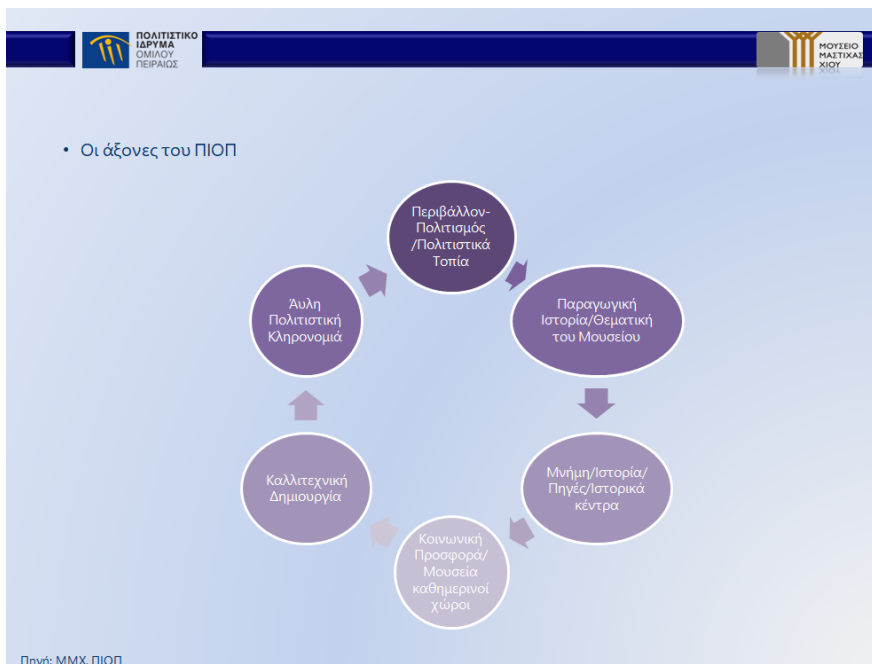 ΠΟΛΙΤΙΣΤΙΚΟ
ΙΔΡΥΜΑ
ΟΜΙΛΟΥ
ΠΕΙΡΑΙΩΣ
ΜΟΥΣΕΙΟ
ΜΑΣΤΙΧΑΣ
ΧΙΟΥ
• Οι άξονες του ΠΙΟΠ
Περιβάλλον-
Πολιτισμός
/Πολιτιστικά
Τοπία
Παραγωγική
Ιστορία/Θεματική
του Μουσείου
Μνήμη/Ιστορία/
Πηγές/Ιστορικά
κέντρα
Κοινωνική
Προσφορά/
Μουσεία
καθημερινοί
χώροι
Καλλιτεχνική
Δημιουργία
Άυλη
Πολιτιστική
Κληρονομιά
Πηγή: ΜΜΧ, ΠΙΟΠ